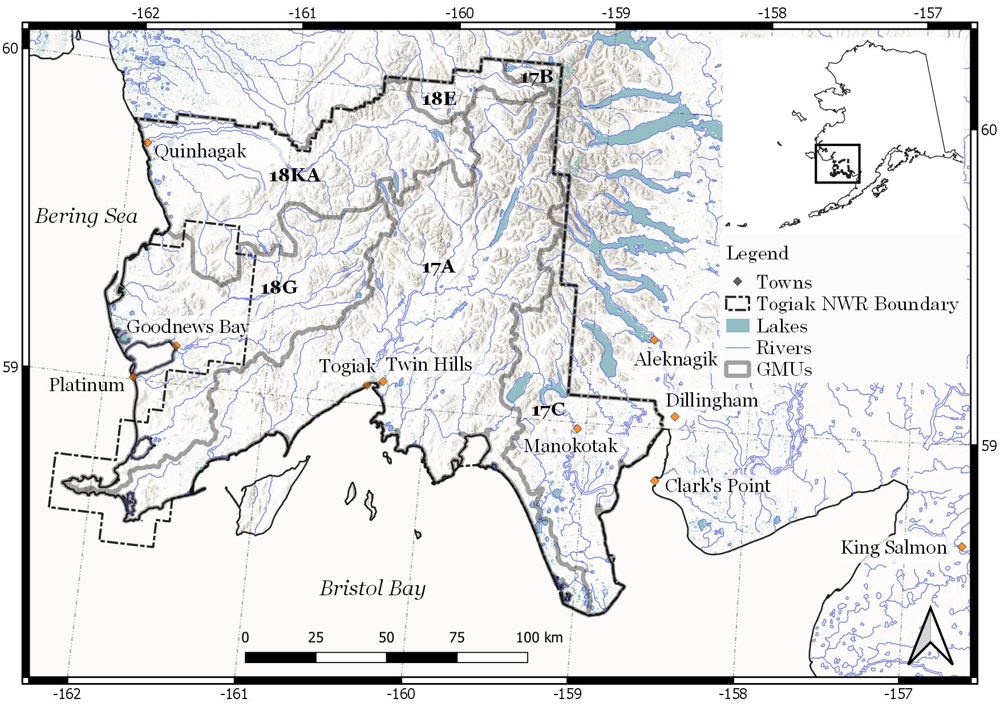 -162 -161 -160 -159 -158 -157
60
17B
18E
60
Quinhagak
18KA
Bering Sea
Legend
17A
Towns
18G
Togiak NWR Boundary
Goodnews Bay
Lakes
Rivers
Aleknagik
59
Togiak
Twin Hills
GMUs
Platinum
Dillingham
17C
Manokotak
59
Clark's Point
King Salmon
Bristol Bay
0 25 50 75 100 km
-162 -161 -160 -159 -158 -157